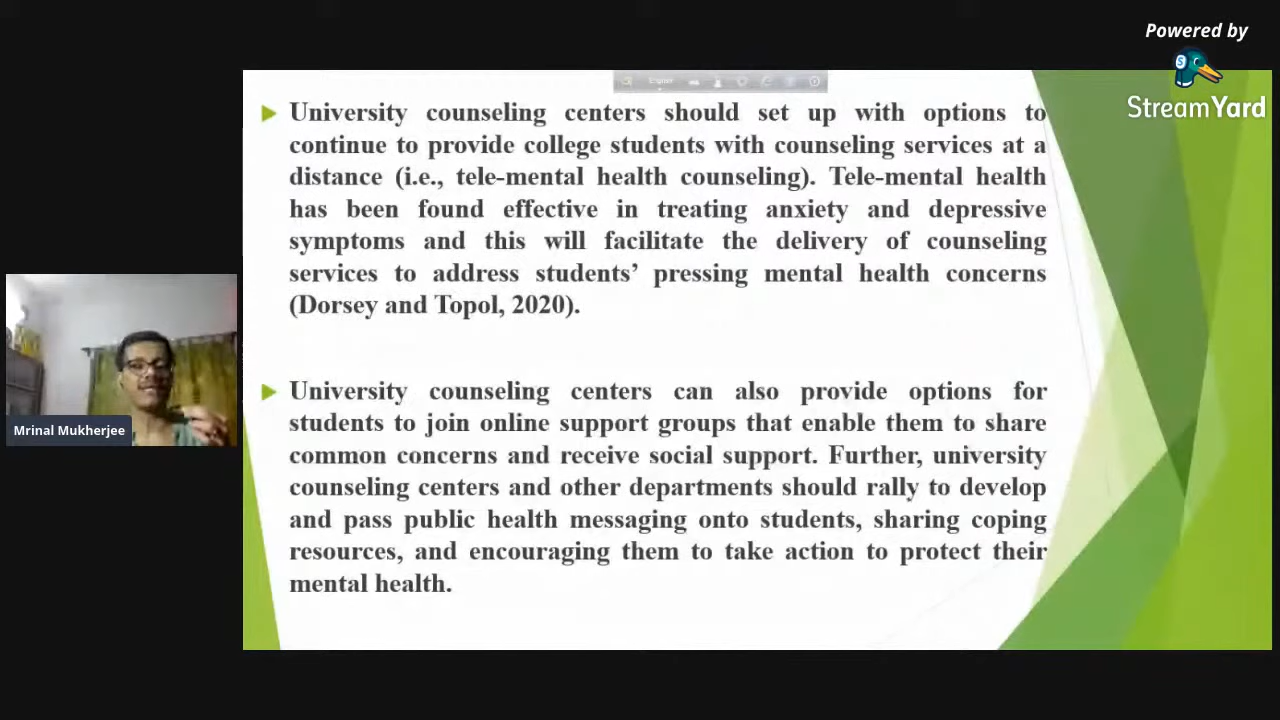 Powered by
StreamYard
University counseling centers should set up with options to
continue to provide college students with counseling services at a
distance (i.e., tele-mental health counseling). Tele-mental health
has been found effective in treating anxiety and depressive
symptoms and this will facilitate the delivery of counseling
services to address students’ pressing mental health concerns
(Dorsey and Topol, 2020).
University counseling centers can also provide options for
students to join online support groups that enable them to share
common concerns and receive social support. Further, university
counseling centers and other departments should rally to develop
and pass public health messaging onto students, sharing coping
resources, and encouraging them to take action to protect their
mental health.
Mrinal Mukherjee